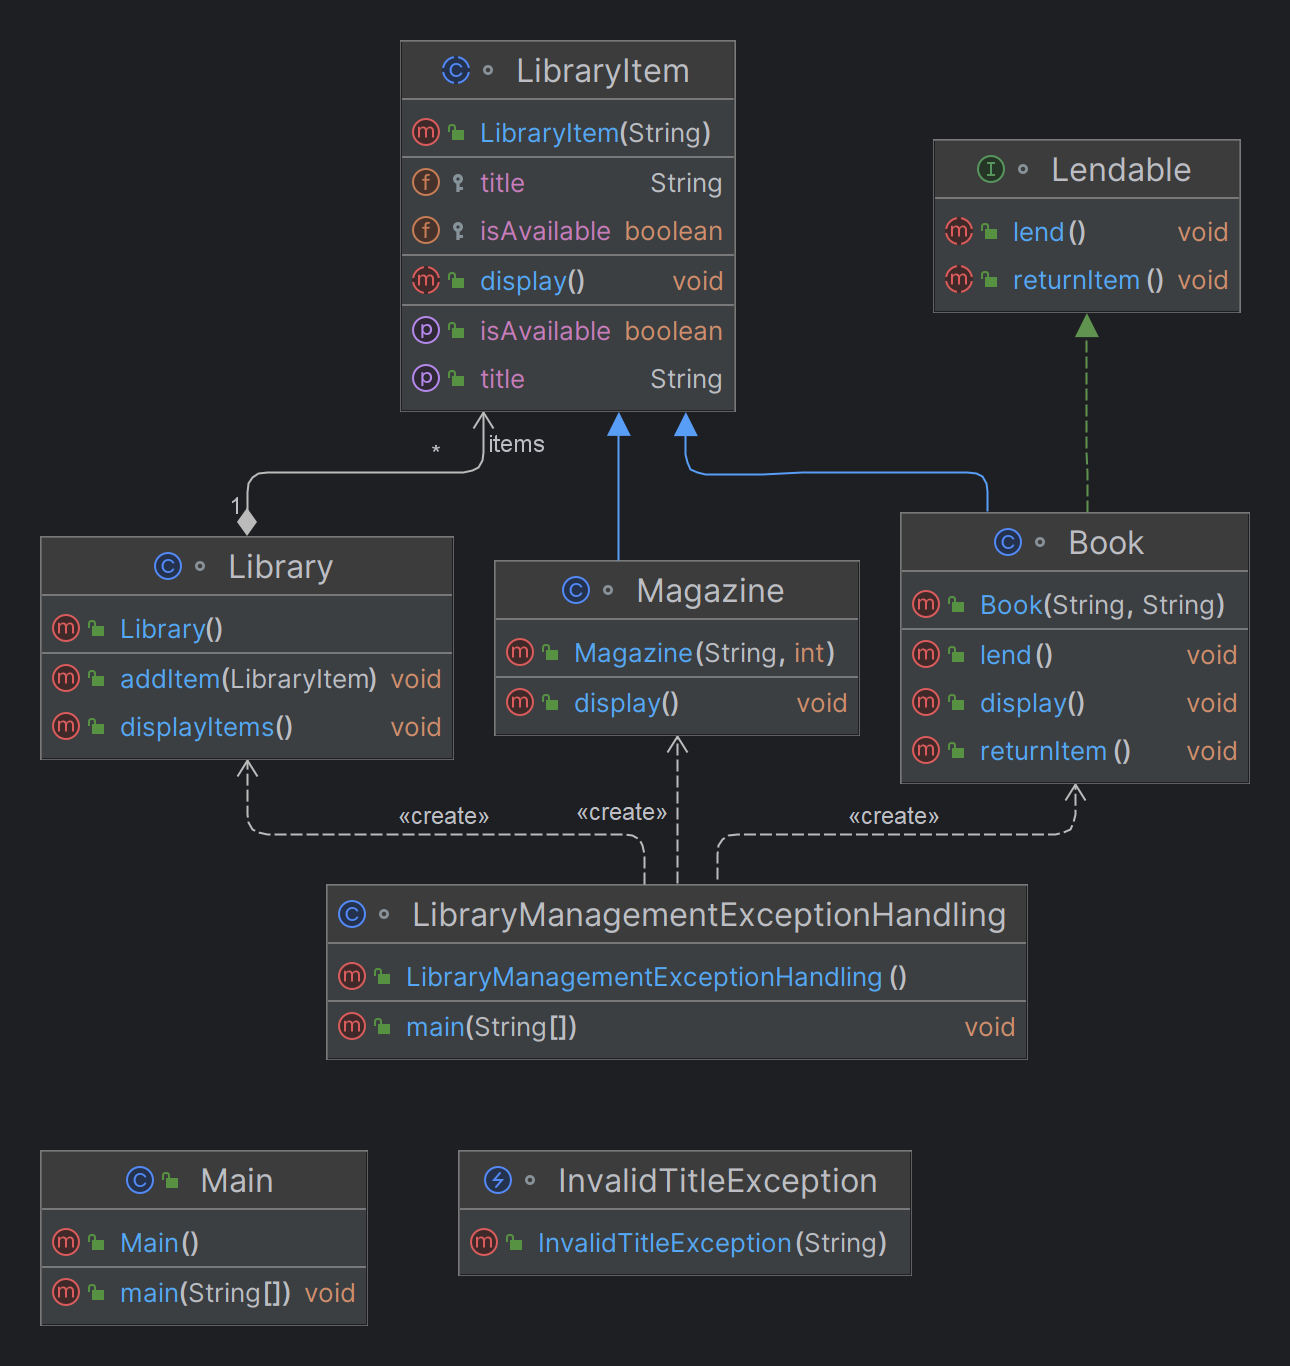 LibraryItem
LibraryItem(String)
title String
isAvailable boolean
display() void
isAvailable boolean
title String
Lendable
lend() void
returnItem() void
* items
1
Library
Library()
addItem(LibraryItem) void
displayItems() void
Magazine
Magazine(String, int)
display() void
Book
Book(String, String)
lend() void
display() void
returnItem() void
«create» «create» «create»
LibraryManagementExceptionHandling
LibraryManagementExceptionHandling()
main(String[]) void
Main
Main()
main(String[]) void
InvalidTitleException
InvalidTitleException(String)